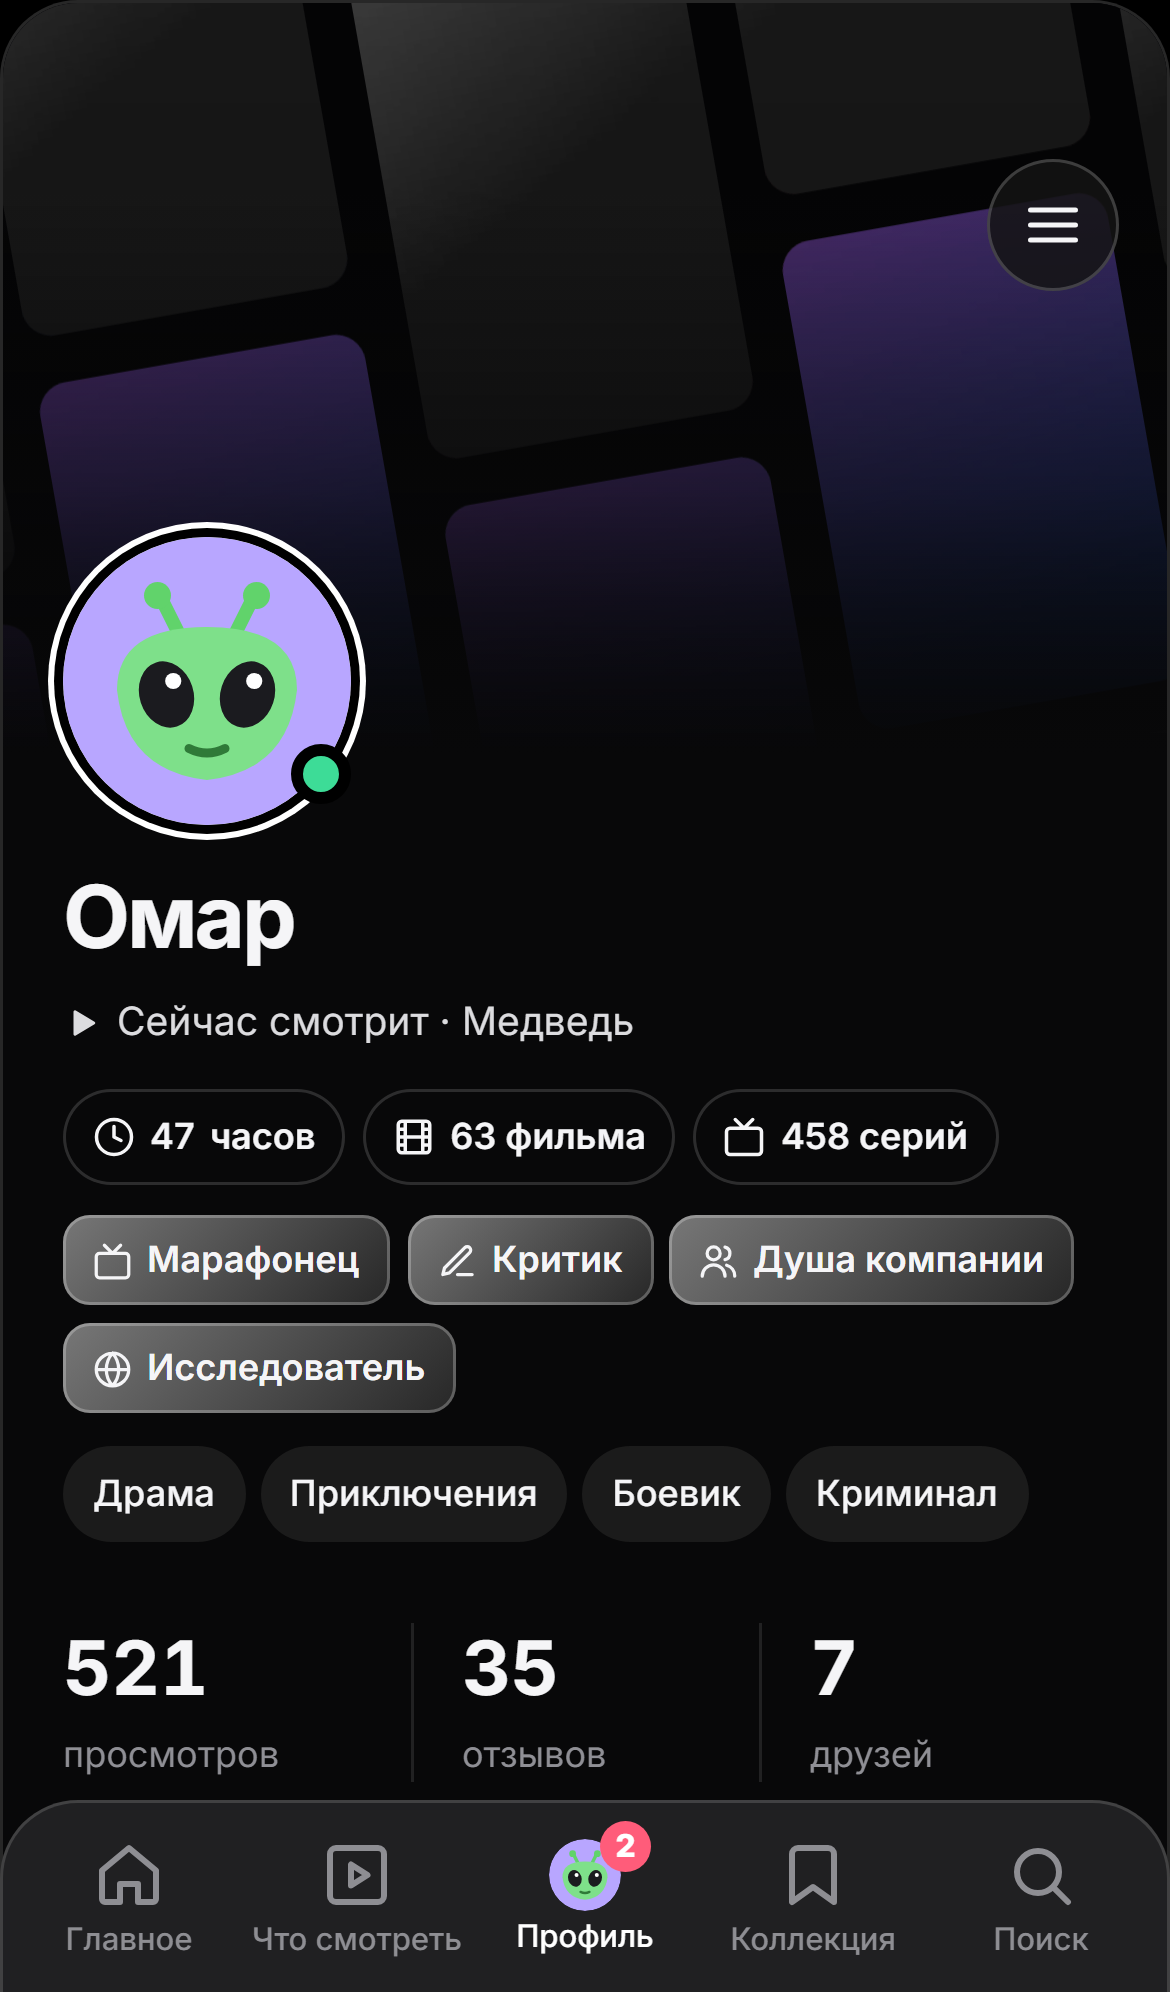 Омар
Сейчас смотрит · Медведь
47 часов 63 фильма 458 серий
Марафонец Критик Душа компании
Исследователь
Драма Приключения Боевик Криминал
521 35 7
просмотров отзывов друзей
2
Главное Что смотреть Профиль Коллекция Поиск